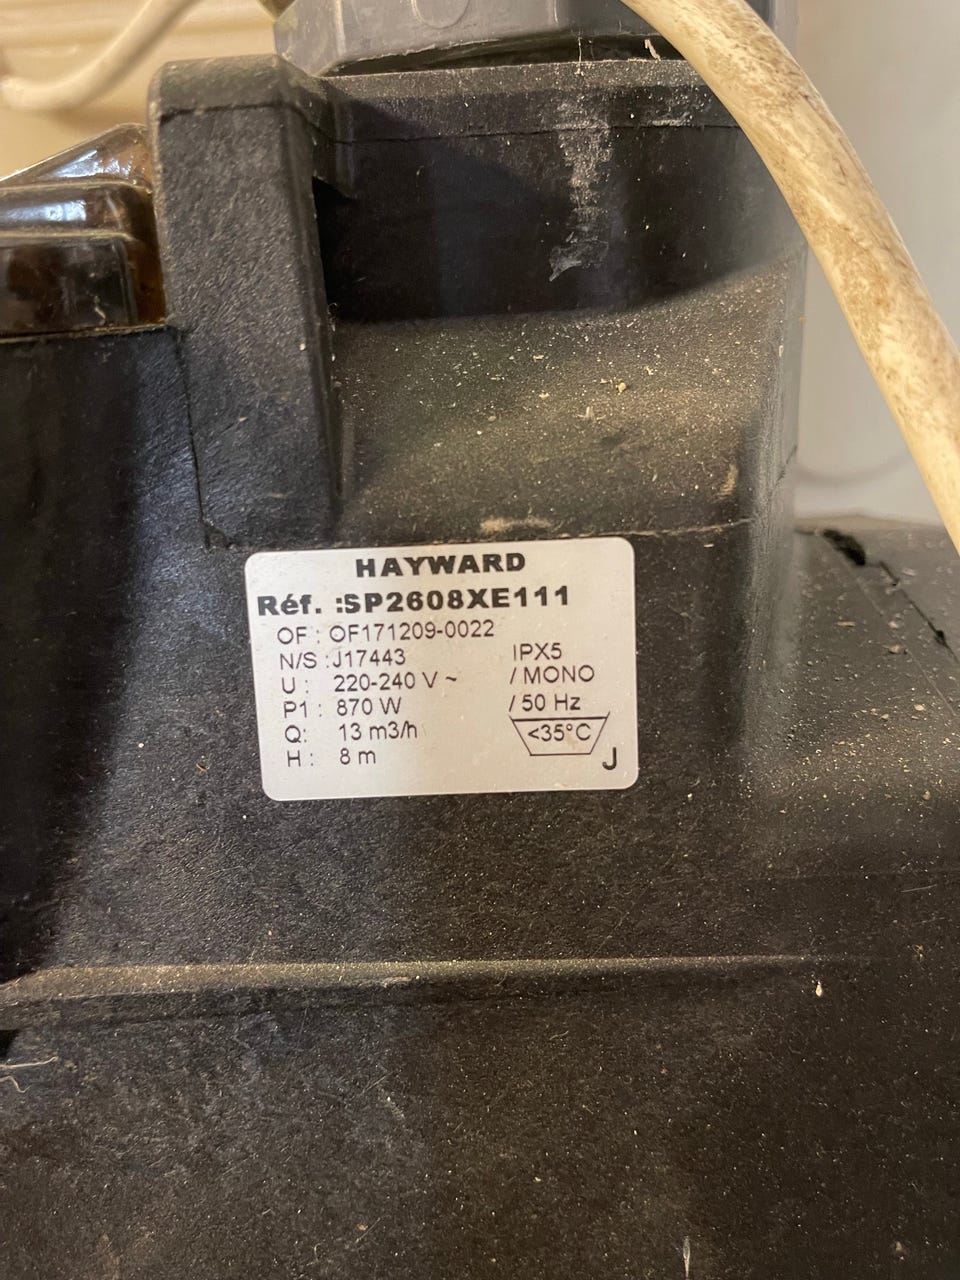 HAYWARD
Réf. :SP2608XE111
OF : OF171209-0022
N/S : J17443 IPX5
U : 220-240 V ~ / MONO
P1 : 870 W / 50 Hz
Q: 13 m3/h <35°C
H : 8 m J